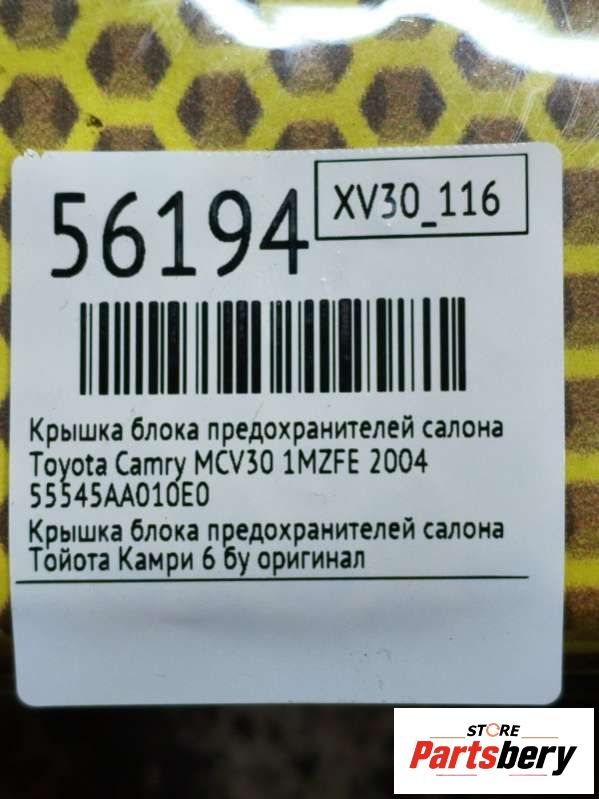 56194
XV30_116
Крышка блока предохранителей салона
Toyota Camry MCV30 1MZFE 2004
55545AA010E0
Крышка блока предохранителей салона
Тойота Камри 6 бу оригинал
STORE
Partsbery